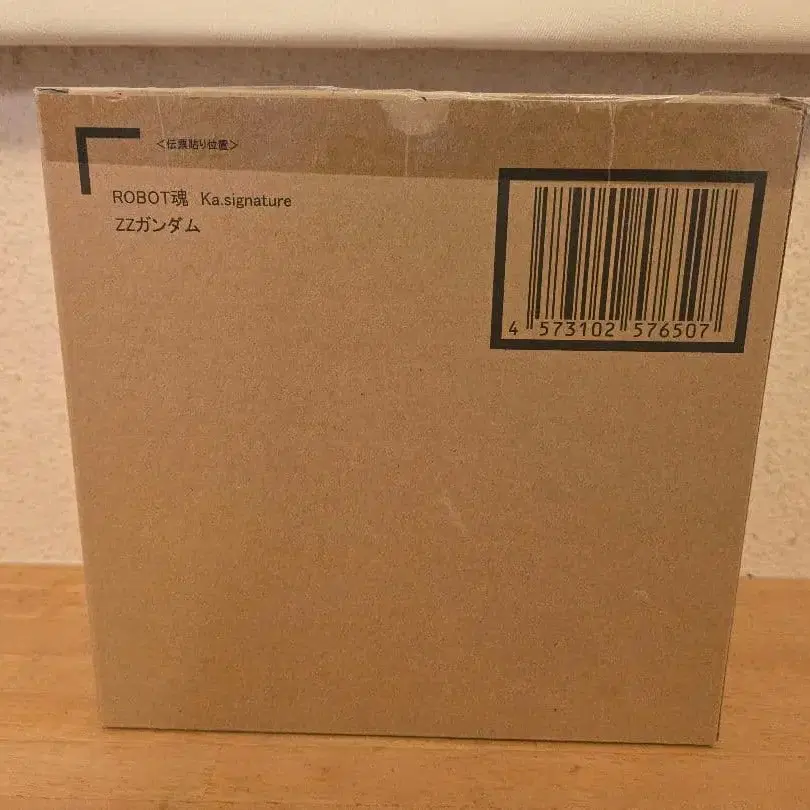 <伝票貼り位置>
ROBOT魂 Ka.signature
ZZガンダム
4 573102 576507